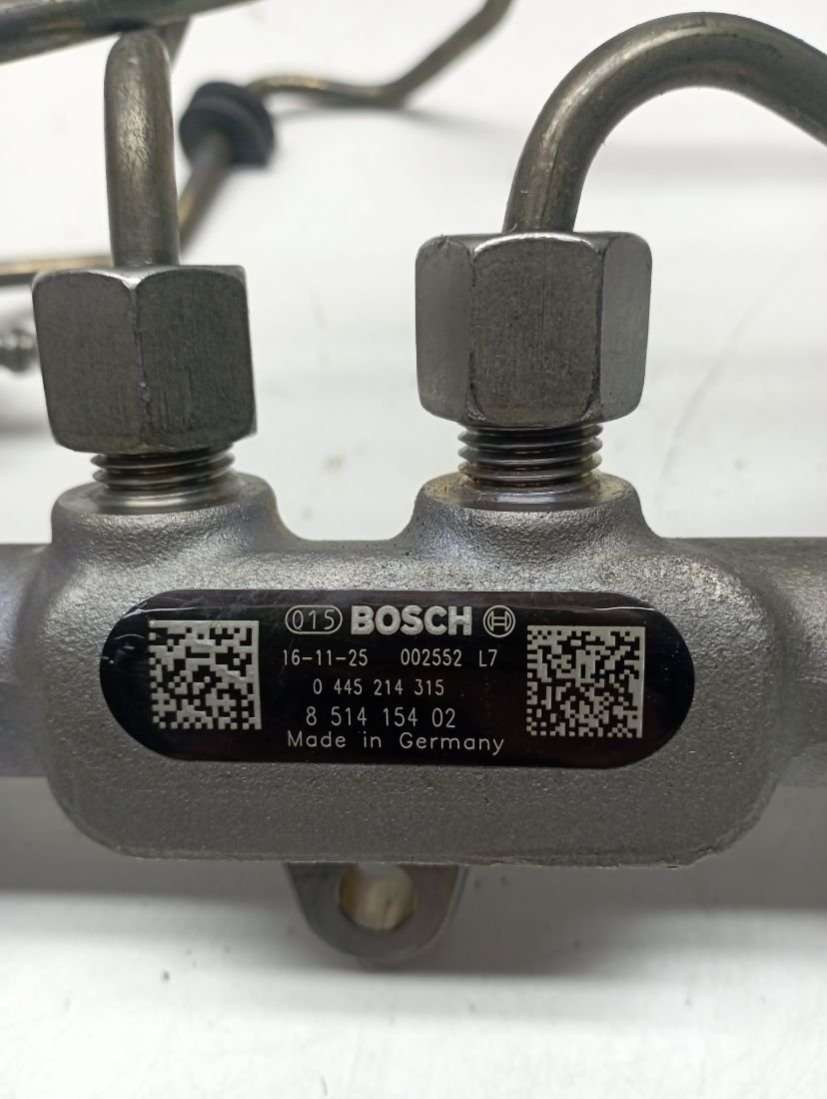 015 BOSCH
16-11-25 002552 L7
0 445 214 315
8 514 154 02
Made in Germany